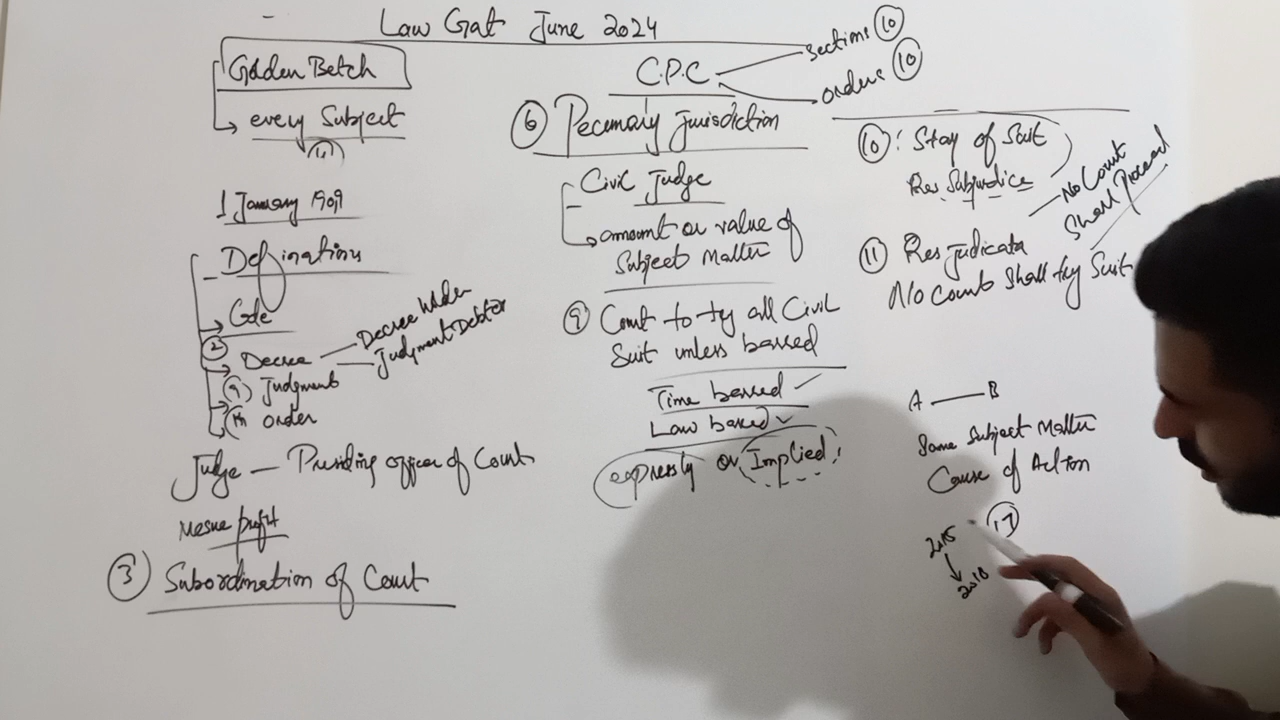 Law Gat June 2024
Golden Betch
every Subject
1 January 1909
Definations
Code
(2) Decree
Decree holder
Judgment Debtor
(9) Judgment
order
Judge — Presiding officer of Court
Mesne profit
(3) Subordination of Court
C.P.C
Sections (10)
orders (10)
(6) Pecunary Jurisdiction
Civil Judge
amount or value of
Subject Matter
(9) Court to try all Civil
Suit unless barred
Time barred
Law barred
expressly or Implied
(10): Stay of Suit
Res Subjudice
No Court
Shall Proceed
(11) Res Judicata
No Court Shall try Suit
A — B
Same Subject Matter
Cause of Action
(17)
2015
2018